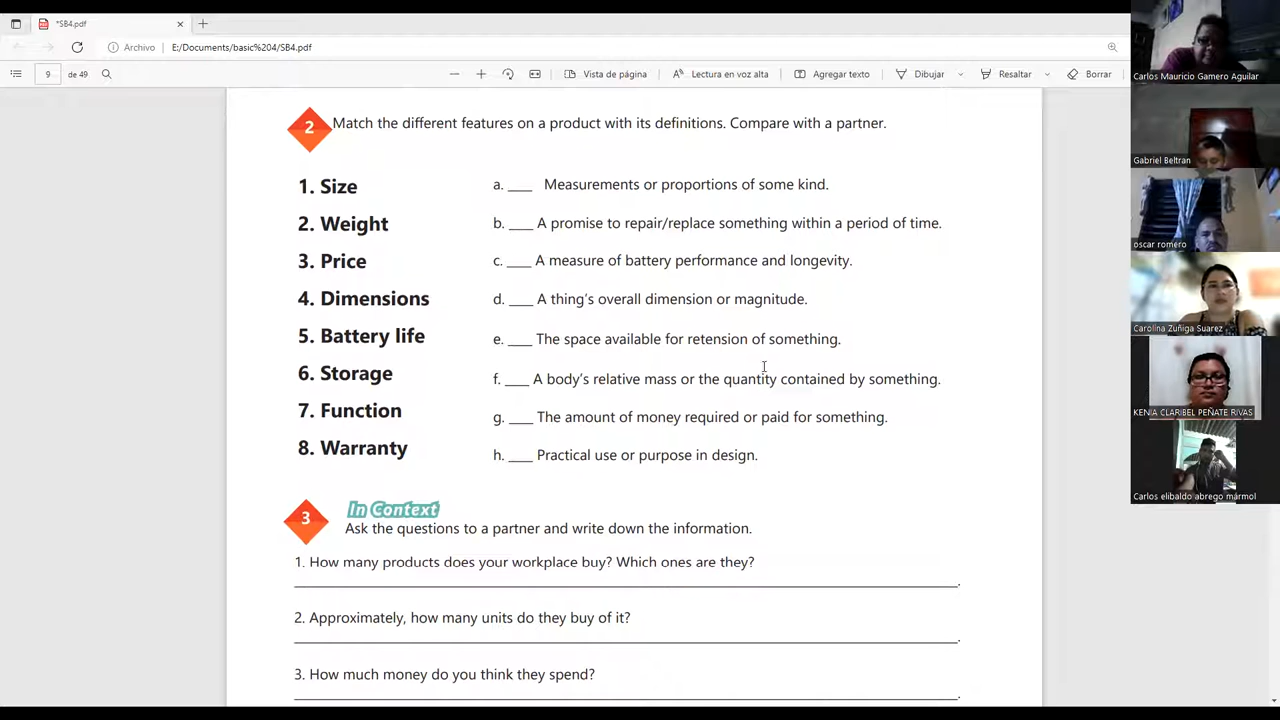 *SB4.pdf
Archivo E:/Documents/basic%204/SB4.pdf
9 de 49 Vista de página Lectura en voz alta Agregar texto Dibujar Resaltar Borrar
2 Match the different features on a product with its definitions. Compare with a partner.
1. Size a. ____ Measurements or proportions of some kind.
2. Weight b. ____ A promise to repair/replace something within a period of time.
3. Price c. ____ A measure of battery performance and longevity.
4. Dimensions d. ____ A thing's overall dimension or magnitude.
5. Battery life e. ____ The space available for retention of something.
6. Storage f. ____ A body's relative mass or the quantity contained by something.
7. Function g. ____ The amount of money required or paid for something.
8. Warranty h. ____ Practical use or purpose in design.
3 In Context
Ask the questions to a partner and write down the information.
1. How many products does your workplace buy? Which ones are they?
2. Approximately, how many units do they buy of it?
3. How much money do you think they spend?
Carlos Mauricio Gamero Aguilar
Gabriel Beltran
oscar romero
Carolina Zuñiga Suarez
KENIA CLARIBEL PEÑATE RIVAS
Carlos elibaldo abrego mármol